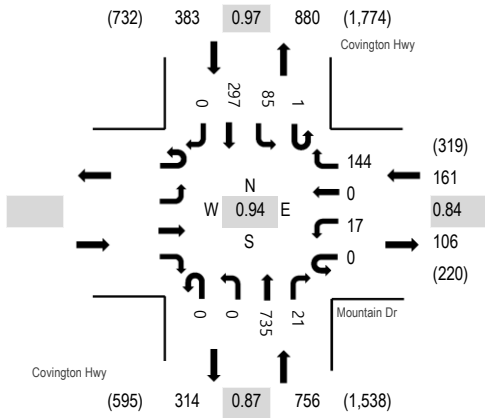 (732) 383 0.97 880 (1,774)
Covington Hwy
0 297 85 1
(319)
144
161
0
N
W 0.94 E
S
0.84
17
106
0
(220)
0 0 735 21
Mountain Dr
Covington Hwy
(595) 314 0.87 756 (1,538)